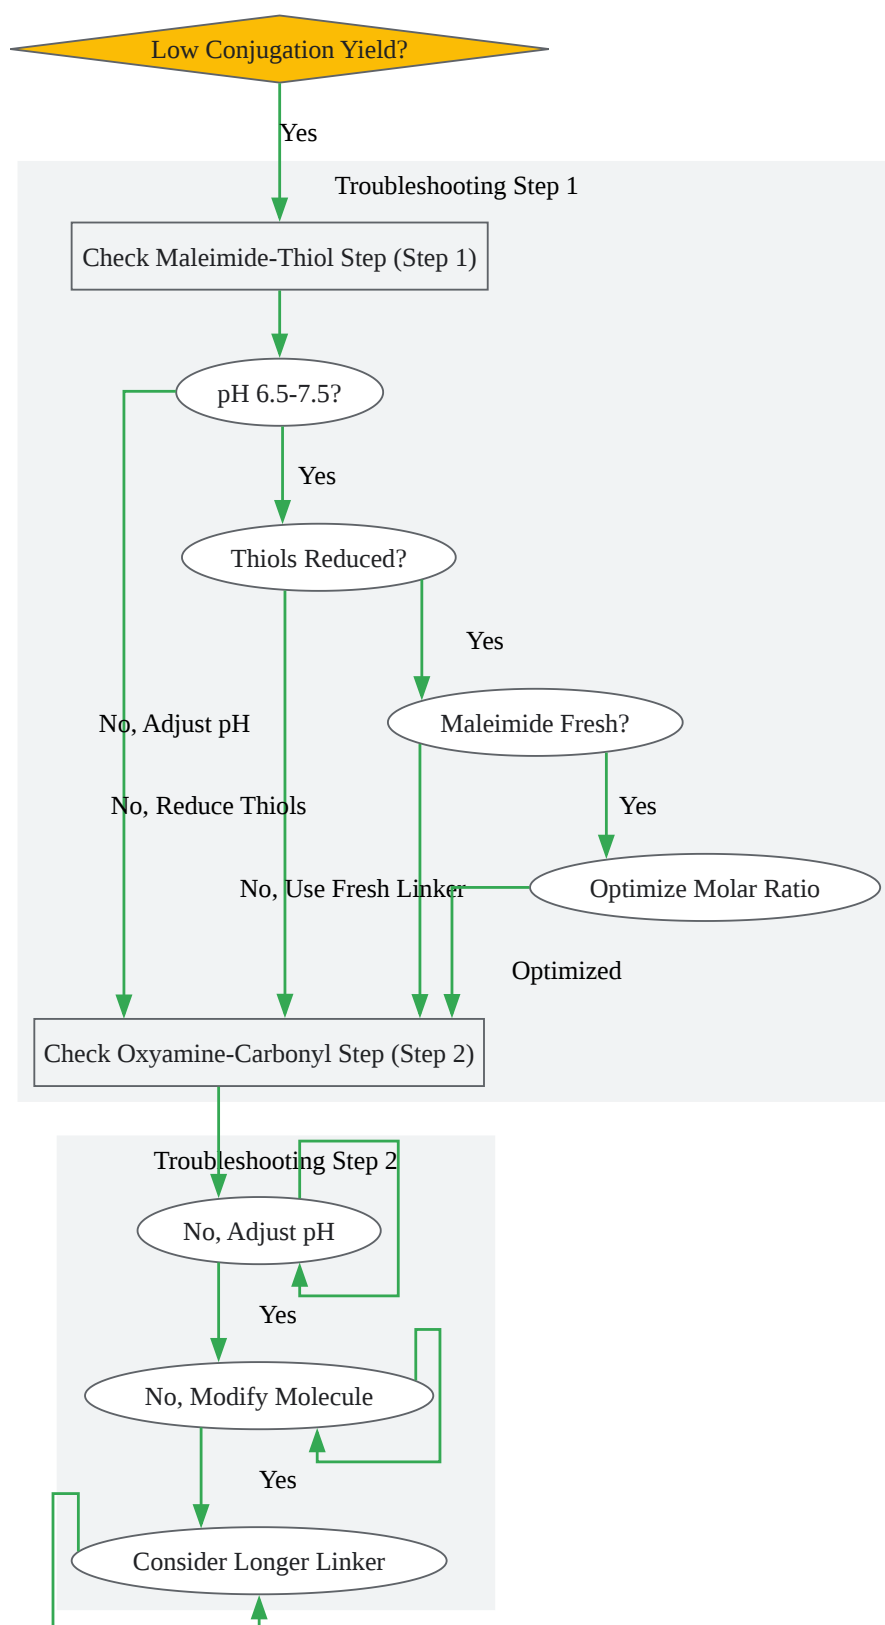 Low Conjugation Yield?
Yes
Troubleshooting Step 1
Check Maleimide-Thiol Step (Step 1)
pH 6.5-7.5?
Yes
Thiols Reduced?
Yes
No, Adjust pH
Maleimide Fresh?
No, Reduce Thiols
Yes
No, Use Fresh Linker
Optimize Molar Ratio
Optimized
Check Oxyamine-Carbonyl Step (Step 2)
Troubleshooting Step 2
No, Adjust pH
Yes
No, Modify Molecule
Yes
Consider Longer Linker